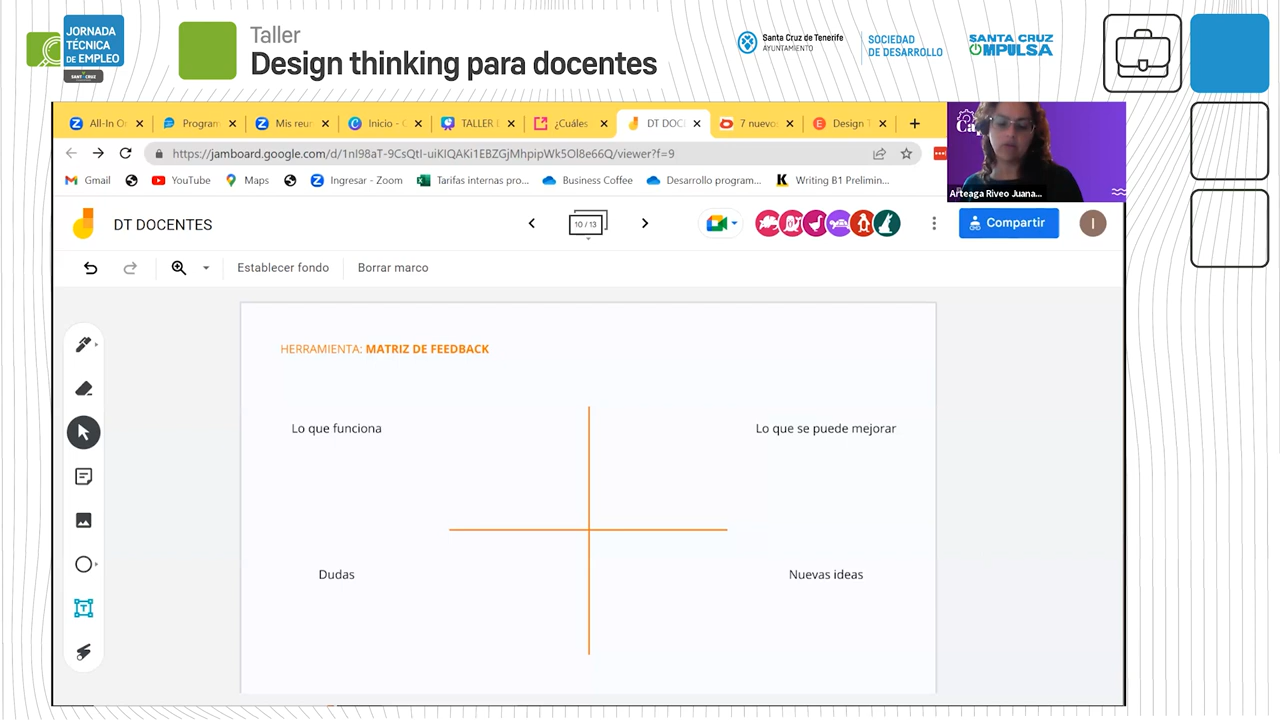 JORNADA
TÉCNICA
DE EMPLEO
SANTA CRUZ
Taller
Design thinking para docentes
Santa Cruz de Tenerife
AYUNTAMIENTO
SOCIEDAD
DE DESARROLLO
SANTA CRUZ
OMPULSA
All-In O
Program
Mis reu
Inicio - C
TALLER
¿Cuáles
DT DOC
7 nuevo
Design T
https://jamboard.google.com/d/1nI98aT-9CsQtI-uiKIQAKi1EBZGjMhpipWk5Ol8e66Q/viewer?f=9
Gmail
YouTube
Maps
Ingresar - Zoom
Tarifas internas pro...
Business Coffee
Desarrollo program...
Writing B1 Prelimin...
Arteaga Riveo Juana...
DT DOCENTES
10 / 13
Compartir
I
Establecer fondo
Borrar marco
HERRAMIENTA: MATRIZ DE FEEDBACK
Lo que funciona
Lo que se puede mejorar
Dudas
Nuevas ideas